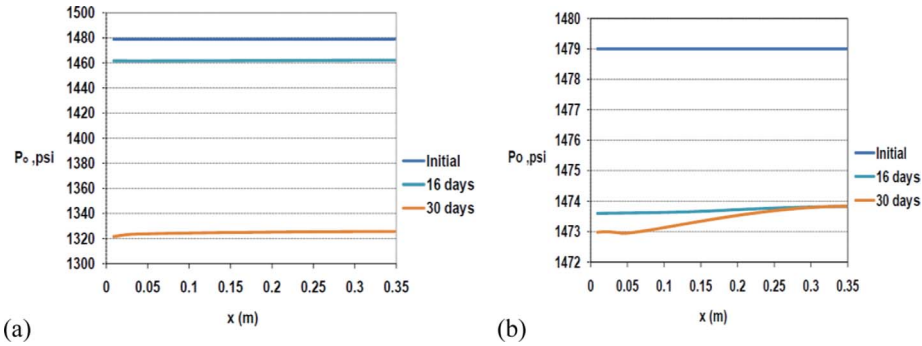 1500
1480
1460
1440
1420
1400
1380
1360
1340
1320
1300
Po ,psi
0 0.05 0.1 0.15 0.2 0.25 0.3 0.35
x (m)
Initial
16 days
30 days
(a)
1480
1479
1478
1477
1476
1475
1474
1473
1472
Po ,psi
0 0.05 0.1 0.15 0.2 0.25 0.3 0.35
x (m)
Initial
16 days
30 days
(b)